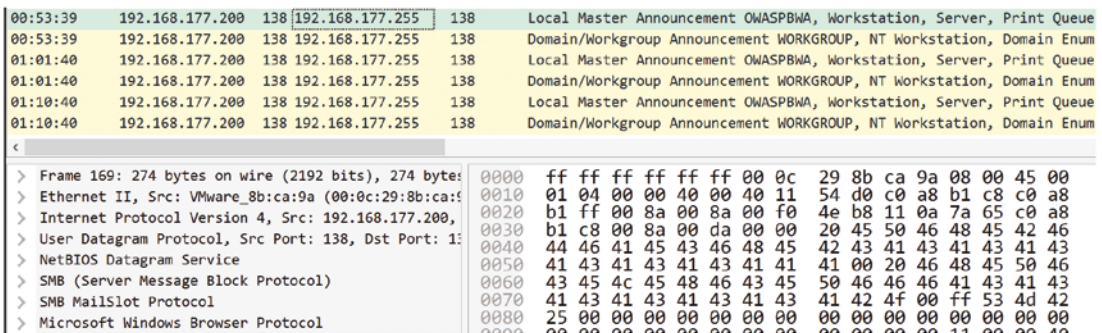 00:53:39 192.168.177.200 138 192.168.177.255 138 Local Master Announcement OWASPBWA, Workstation, Server, Print Queue
00:53:39 192.168.177.200 138 192.168.177.255 138 Domain/Workgroup Announcement WORKGROUP, NT Workstation, Domain Enum
01:01:40 192.168.177.200 138 192.168.177.255 138 Local Master Announcement OWASPBWA, Workstation, Server, Print Queue
01:01:40 192.168.177.200 138 192.168.177.255 138 Domain/Workgroup Announcement WORKGROUP, NT Workstation, Domain Enum
01:10:40 192.168.177.200 138 192.168.177.255 138 Local Master Announcement OWASPBWA, Workstation, Server, Print Queue
01:10:40 192.168.177.200 138 192.168.177.255 138 Domain/Workgroup Announcement WORKGROUP, NT Workstation, Domain Enum
Frame 169: 274 bytes on wire (2192 bits), 274 bytes
Ethernet II, Src: VMware_8b:ca:9a (00:0c:29:8b:ca:9
Internet Protocol Version 4, Src: 192.168.177.200,
User Datagram Protocol, Src Port: 138, Dst Port: 13
NetBIOS Datagram Service
SMB (Server Message Block Protocol)
SMB MailSlot Protocol
Microsoft Windows Browser Protocol
0000 ff ff ff ff ff ff 00 0c 29 8b ca 9a 08 00 45 00
0010 01 04 00 00 40 00 40 11 54 d0 c0 a8 b1 c8 c0 a8
0020 b1 ff 00 8a 00 8a 00 f0 4e b8 11 0a 7a 65 c0 a8
0030 b1 c8 00 8a 00 da 00 00 20 45 50 46 48 45 42 46
0040 44 46 41 45 43 46 48 45 42 43 41 43 41 43 41 43
0050 41 43 41 43 41 43 41 41 41 00 20 46 48 45 50 46
0060 43 45 4c 45 48 46 43 45 50 46 46 46 41 43 41 43
0070 41 43 41 43 41 43 41 43 41 42 4f 00 ff 53 4d 42
0080 25 00 00 00 00 00 00 00 00 00 00 00 00 00 00 00